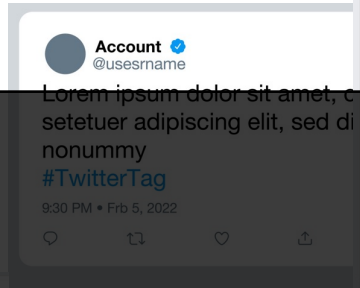 Account
@usesrname
Lorem ipsum dolor sit amet, c
setetuer adipiscing elit, sed di
nonummy
#TwitterTag
9:30 PM • Frb 5, 2022